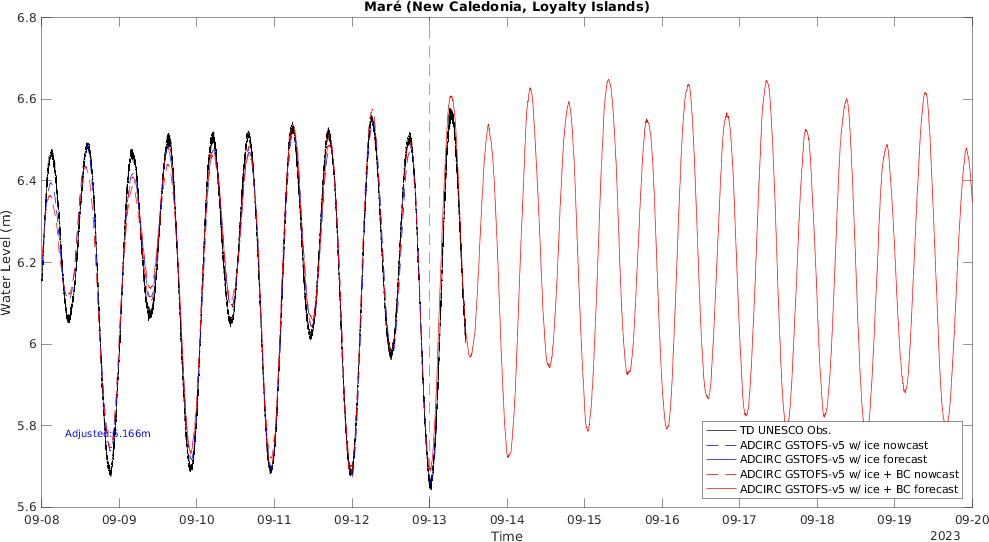 Maré (New Caledonia, Loyalty Islands)
6.8
6.6
6.4
6.2
6
5.8
5.6
Water Level (m)
Adjusted:6.166m
TD UNESCO Obs.
ADCIRC GSTOFS-v5 w/ ice nowcast
ADCIRC GSTOFS-v5 w/ ice forecast
ADCIRC GSTOFS-v5 w/ ice + BC nowcast
ADCIRC GSTOFS-v5 w/ ice + BC forecast
09-08 09-09 09-10 09-11 09-12 09-13 09-14 09-15 09-16 09-17 09-18 09-19 09-20
Time
2023